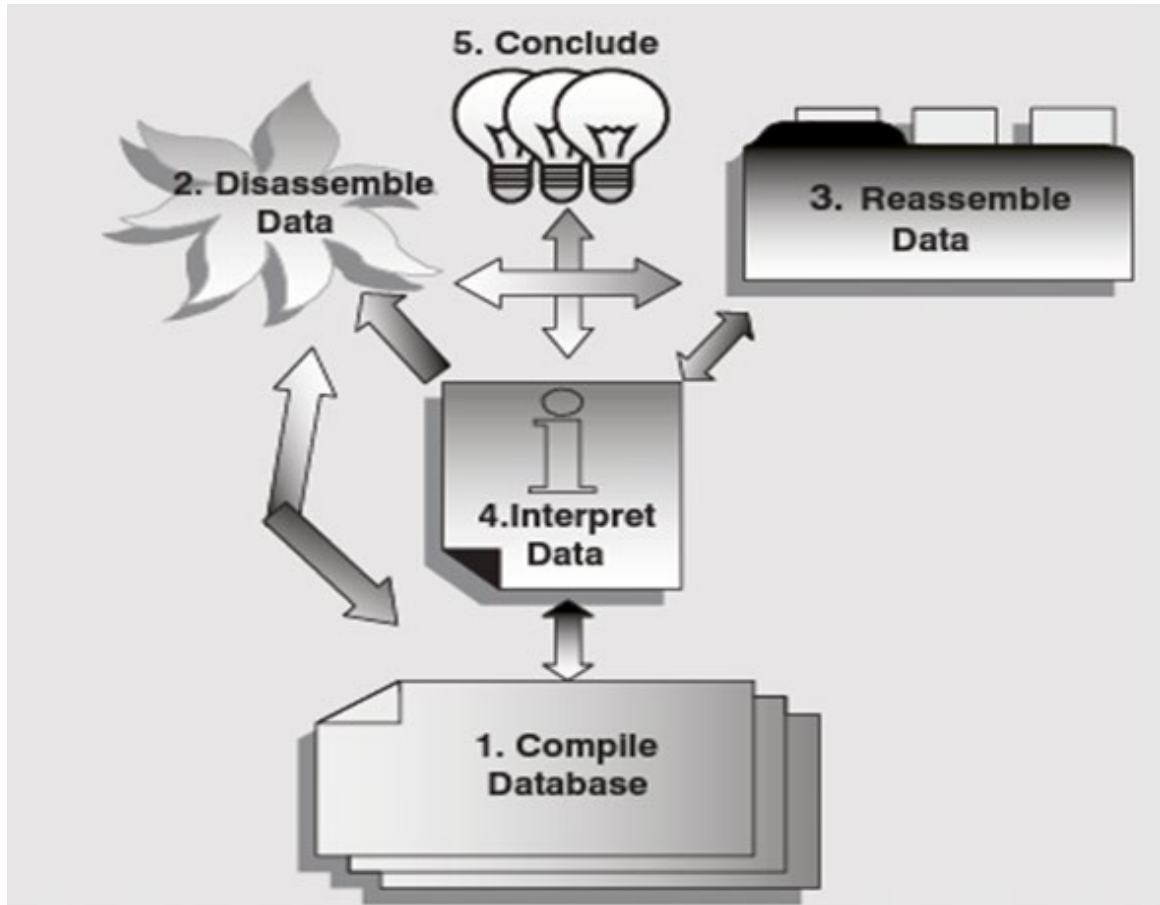 5. Conclude
2. Disassemble
Data
3. Reassemble
Data
4.Interpret
Data
1. Compile
Database